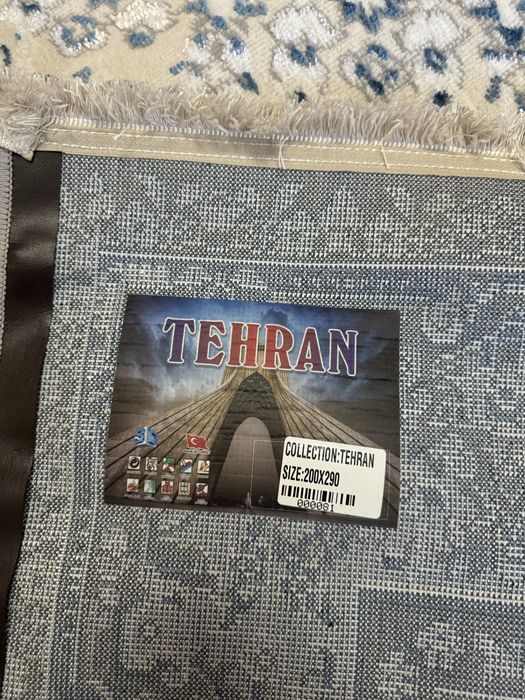 TEHRAN
COLLECTION:TEHRAN
SIZE:200X290
000081